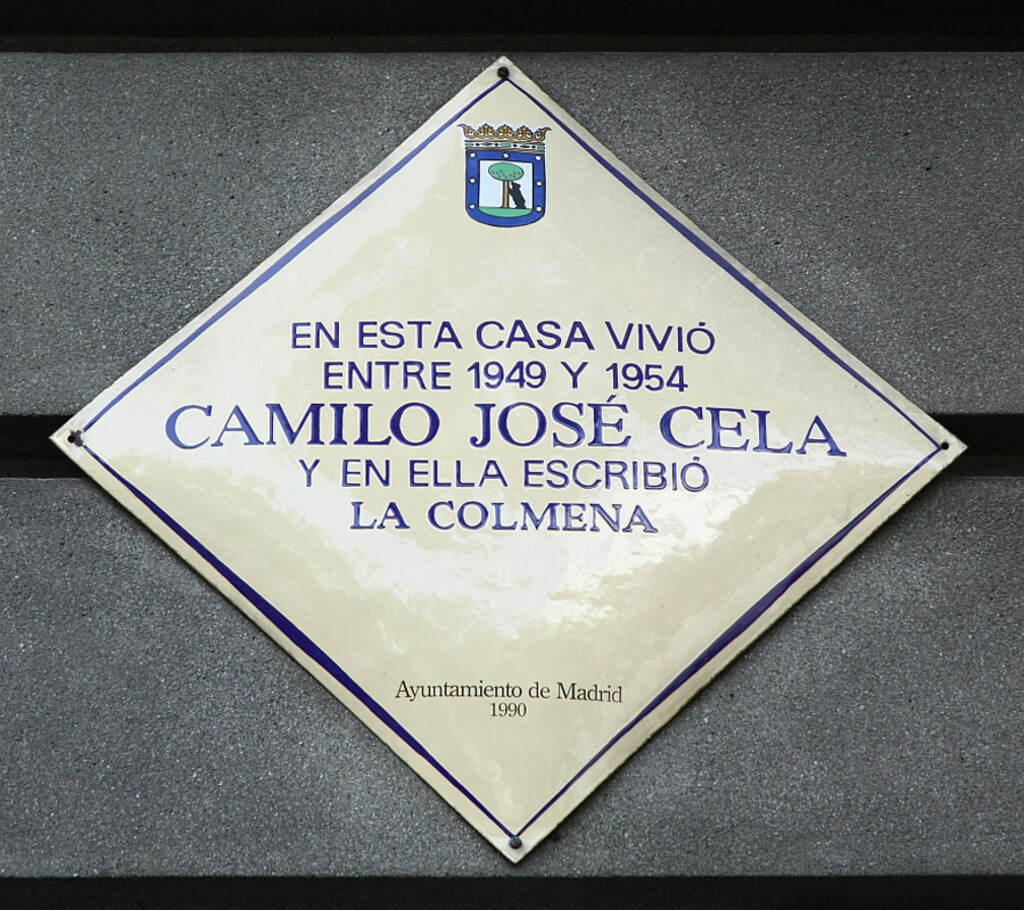 EN ESTA CASA VIVIÓ
ENTRE 1949 Y 1954
CAMILO JOSÉ CELA
Y EN ELLA ESCRIBIÓ
LA COLMENA
Ayuntamiento de Madrid
1990